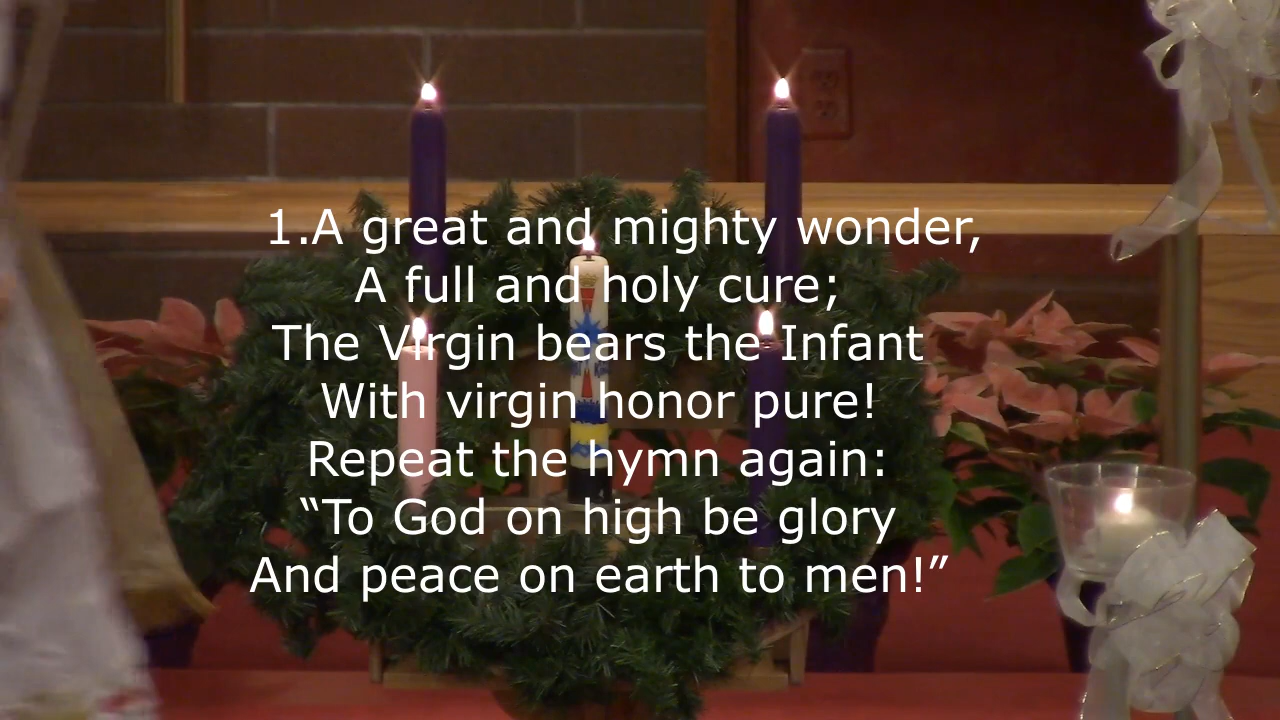 1.A great and mighty wonder,
A full and holy cure;
The Virgin bears the Infant
With virgin honor pure!
Repeat the hymn again:
“To God on high be glory
And peace on earth to men!”